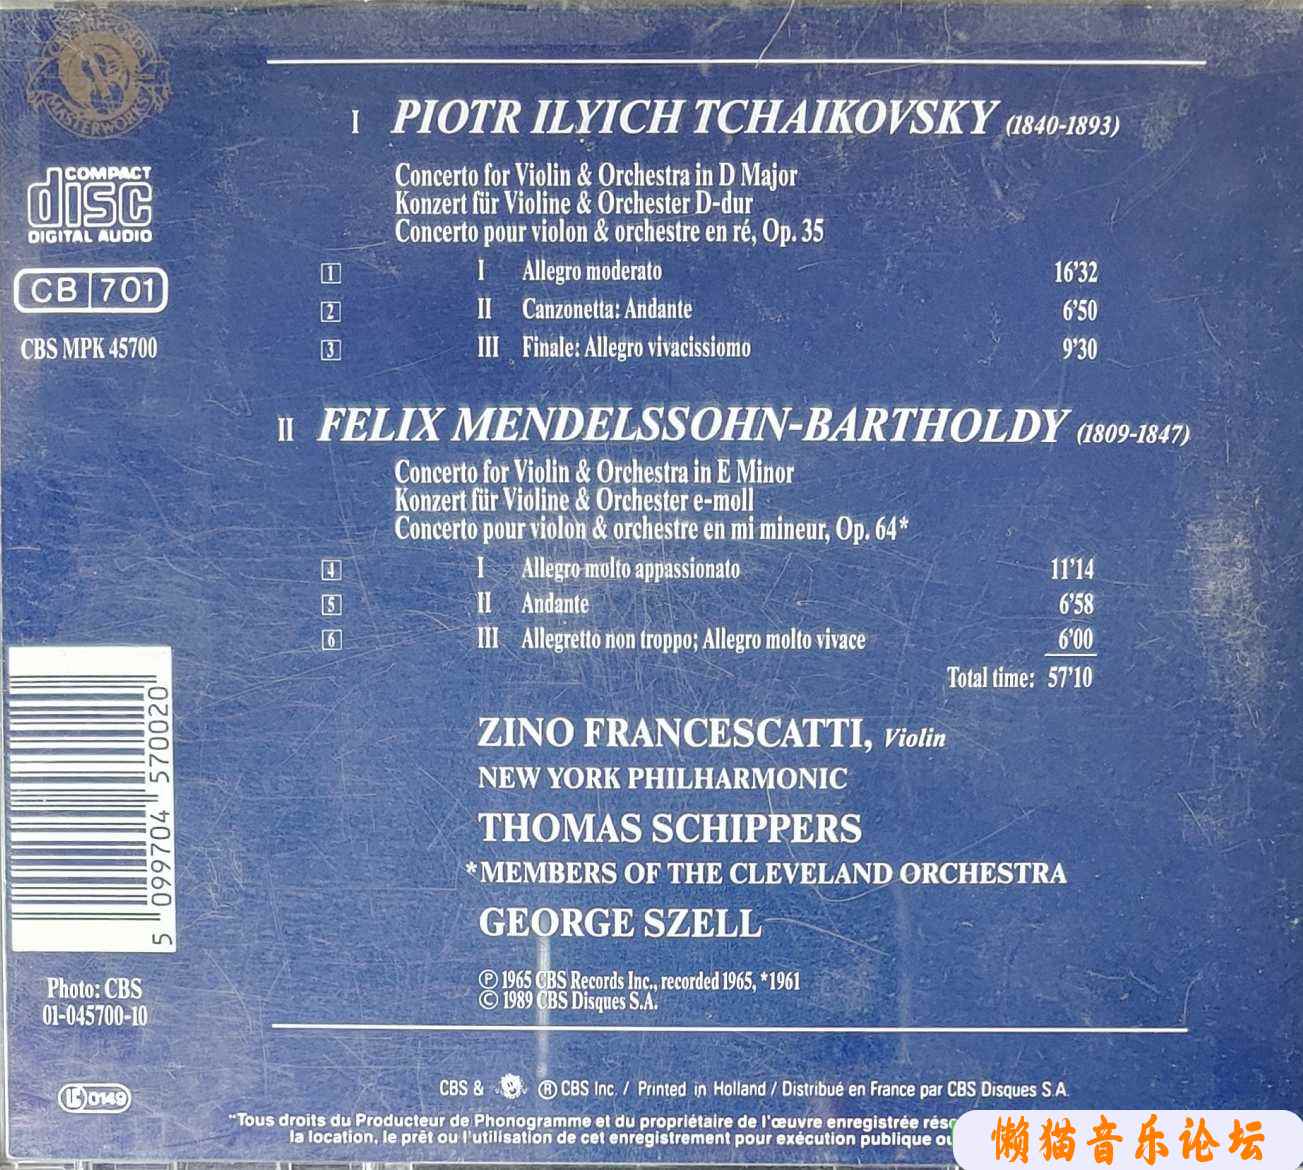 CBS RECORDS
MASTERWORKS
I PIOTR ILYICH TCHAIKOVSKY (1840-1893)
COMPACT
disc
DIGITAL AUDIO
CB 701
CBS MPK 45700
Concerto for Violin & Orchestra in D Major
Konzert für Violine & Orchester D-dur
Concerto pour violon & orchestre en ré, Op. 35
1 I Allegro moderato 16'32
2 II Canzonetta: Andante 6'50
3 III Finale: Allegro vivacissiomo 9'30
II FELIX MENDELSSOHN-BARTHOLDY (1809-1847)
Concerto for Violin & Orchestra in E Minor
Konzert für Violine & Orchester e-moll
Concerto pour violon & orchestre en mi mineur, Op. 64*
4 I Allegro molto appassionato 11'14
5 II Andante 6'58
6 III Allegretto non troppo; Allegro molto vivace 6'00
Total time: 57'10
ZINO FRANCESCATTI, Violin
NEW YORK PHILHARMONIC
THOMAS SCHIPPERS
*MEMBERS OF THE CLEVELAND ORCHESTRA
GEORGE SZELL
℗ 1965 CBS Records Inc., recorded 1965, *1961
© 1989 CBS Disques S.A.
5 099704 570020
Photo: CBS
01-045700-10
LC 0149
CBS & ® CBS Inc. / Printed in Holland / Distribué en France par CBS Disques S.A.
"Tous droits du Producteur de Phonogramme et du propriétaire de l'œuvre enregistrée rése
la location, le prêt ou l'utilisation de cet enregistrement pour exécution publique ou
懒猫音乐论坛